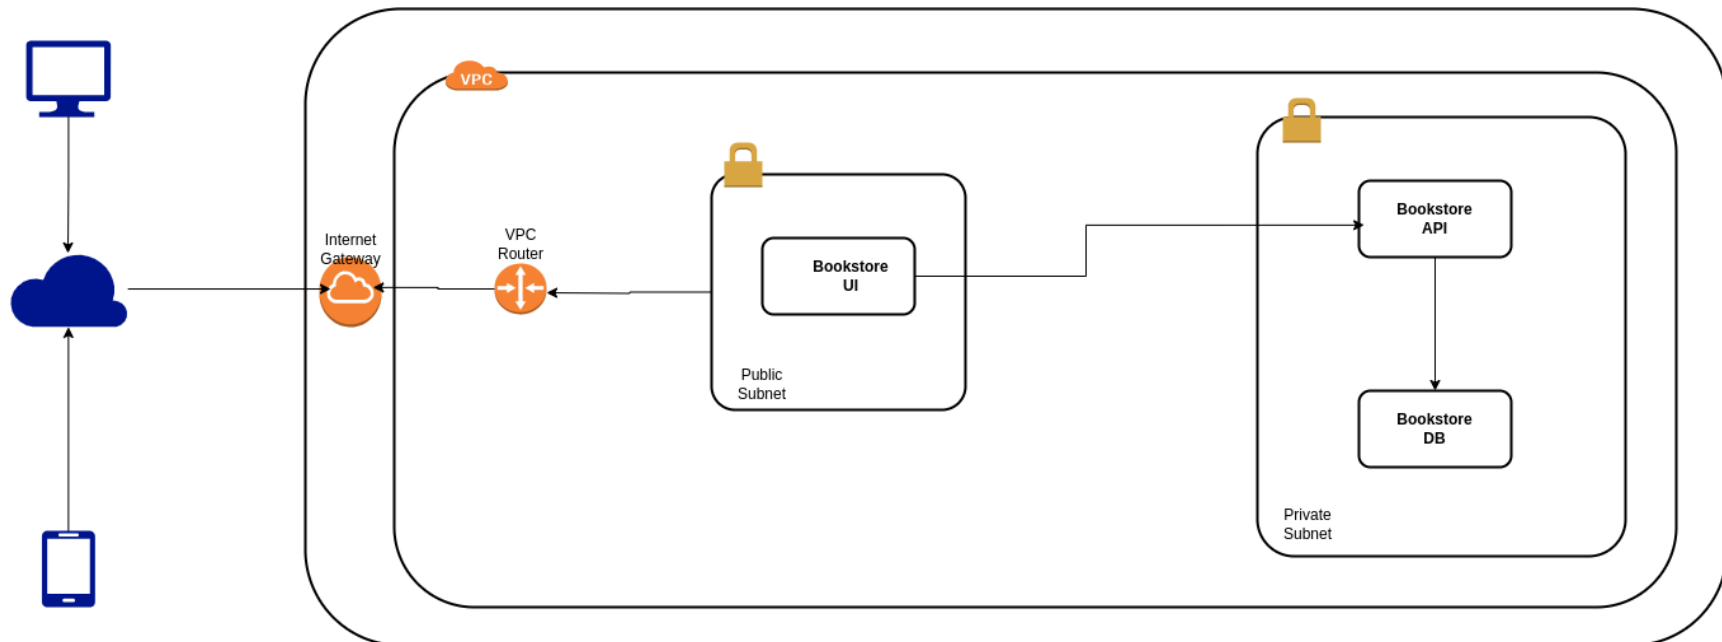 VPC
Internet
Gateway
VPC
Router
Bookstore
UI
Public
Subnet
Bookstore
API
Bookstore
DB
Private
Subnet